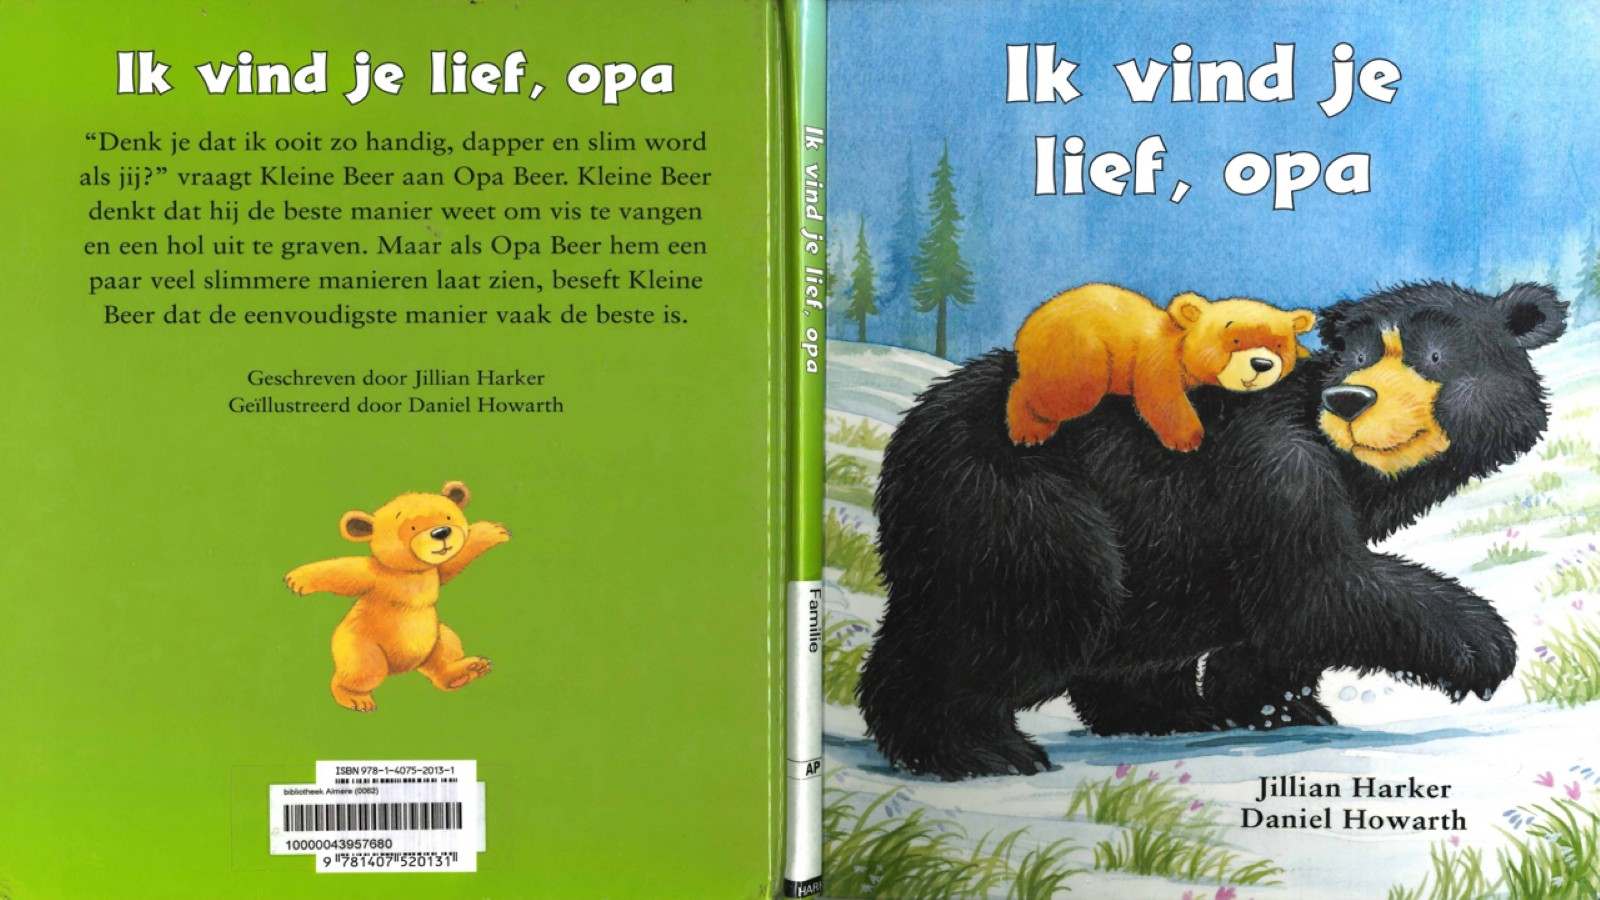 Ik vind je lief, opa
“Denk je dat ik ooit zo handig, dapper en slim word
als jij?” vraagt Kleine Beer aan Opa Beer. Kleine Beer
denkt dat hij de beste manier weet om vis te vangen
en een hol uit te graven. Maar als Opa Beer hem een
paar veel slimmere manieren laat zien, beseft Kleine
Beer dat de eenvoudigste manier vaak de beste is.
Geschreven door Jillian Harker
Geïllustreerd door Daniel Howarth
ISBN 978-1-4075-2013-1
bibliotheek Almere (0062)
10000043957680
9 781407 520131
Ik vind je lief, opa
Familie
AP
HARK
Ik vind je
lief, opa
Jillian Harker
Daniel Howarth